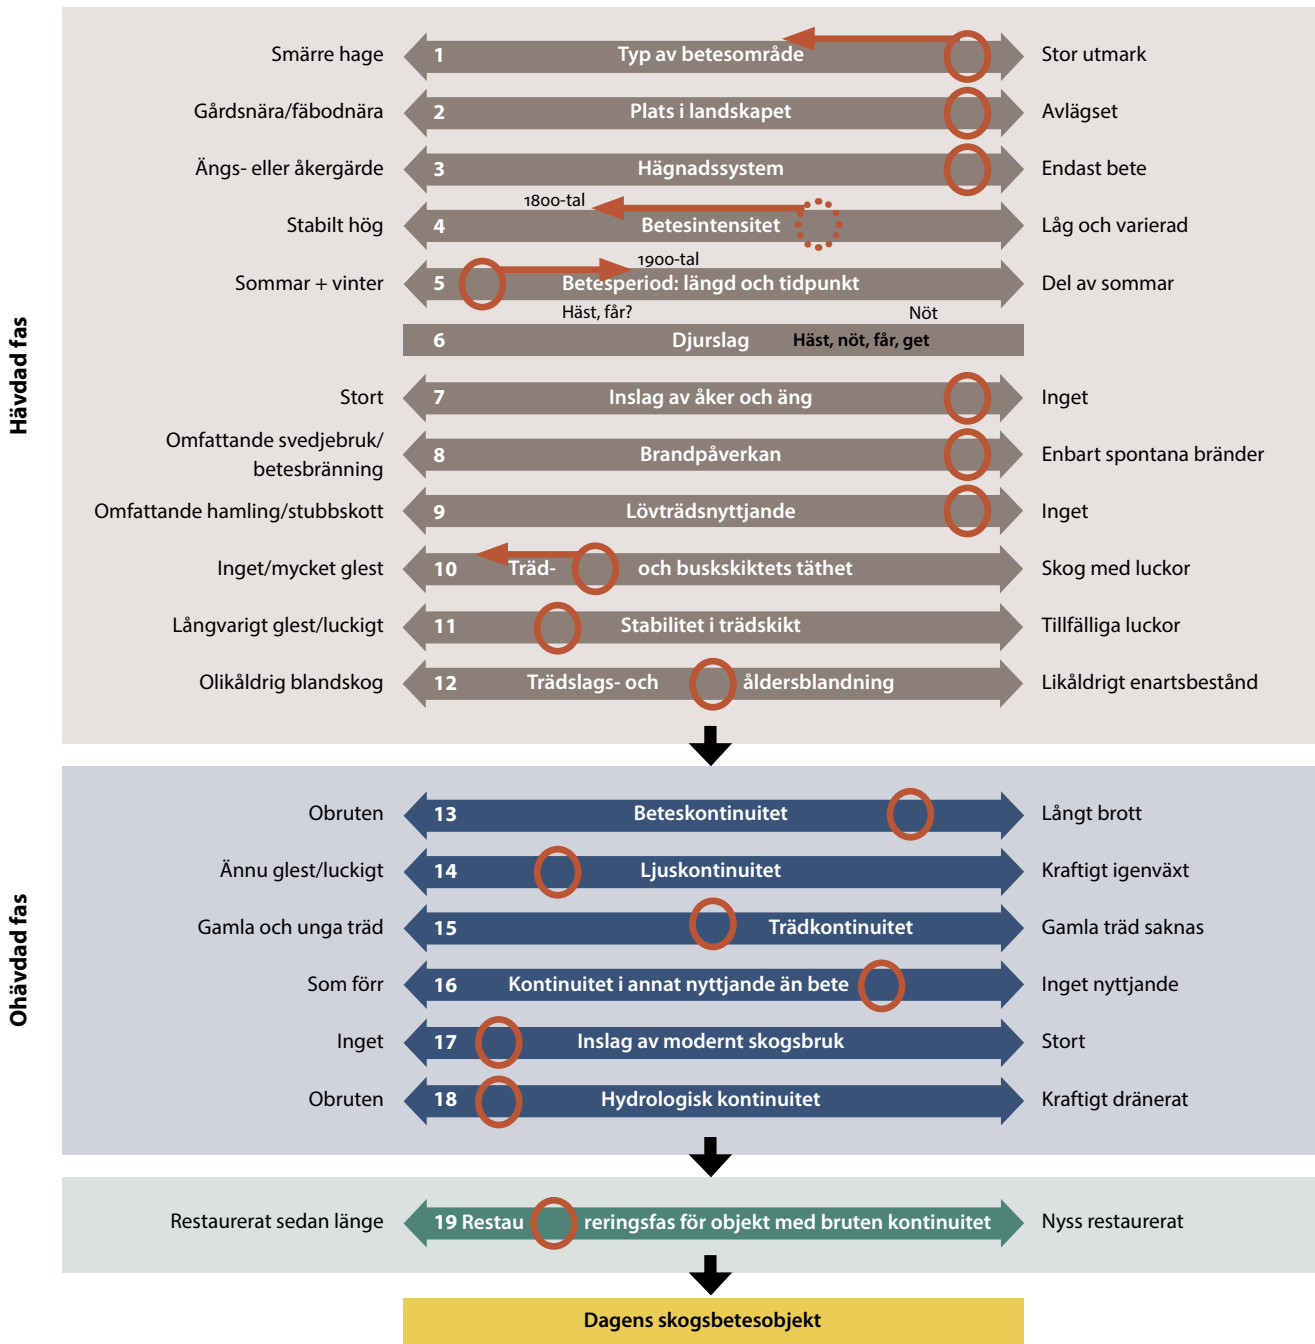 Hävdad fas
Smärre hage 1 Typ av betesområde Stor utmark
Gårdsnära/fäbodnära 2 Plats i landskapet Avlägset
Ängs- eller åkergärde 3 Hägnadssystem Endast bete
1800-tal
Stabilt hög 4 Betesintensitet Låg och varierad
1900-tal
Sommar + vinter 5 Betesperiod: längd och tidpunkt Del av sommar
Häst, får? Nöt
6 Djurslag Häst, nöt, får, get
Stort 7 Inslag av åker och äng Inget
Omfattande svedjebruk/
betesbränning 8 Brandpåverkan Enbart spontana bränder
Omfattande hamling/stubbskott 9 Lövträdsnyttjande Inget
Inget/mycket glest 10 Träd- och buskskiktets täthet Skog med luckor
Långvarigt glest/luckigt 11 Stabilitet i trädskikt Tillfälliga luckor
Olikåldrig blandskog 12 Trädslags- och åldersblandning Likåldrigt enartsbestånd
Ohävdad fas
Obruten 13 Beteskontinuitet Långt brott
Ännu glest/luckigt 14 Ljuskontinuitet Kraftigt igenväxt
Gamla och unga träd 15 Trädkontinuitet Gamla träd saknas
Som förr 16 Kontinuitet i annat nyttjande än bete Inget nyttjande
Inget 17 Inslag av modernt skogsbruk Stort
Obruten 18 Hydrologisk kontinuitet Kraftigt dränerat
Restaurerat sedan länge 19 Restau reringsfas för objekt med bruten kontinuitet Nyss restaurerat
Dagens skogsbetesobjekt